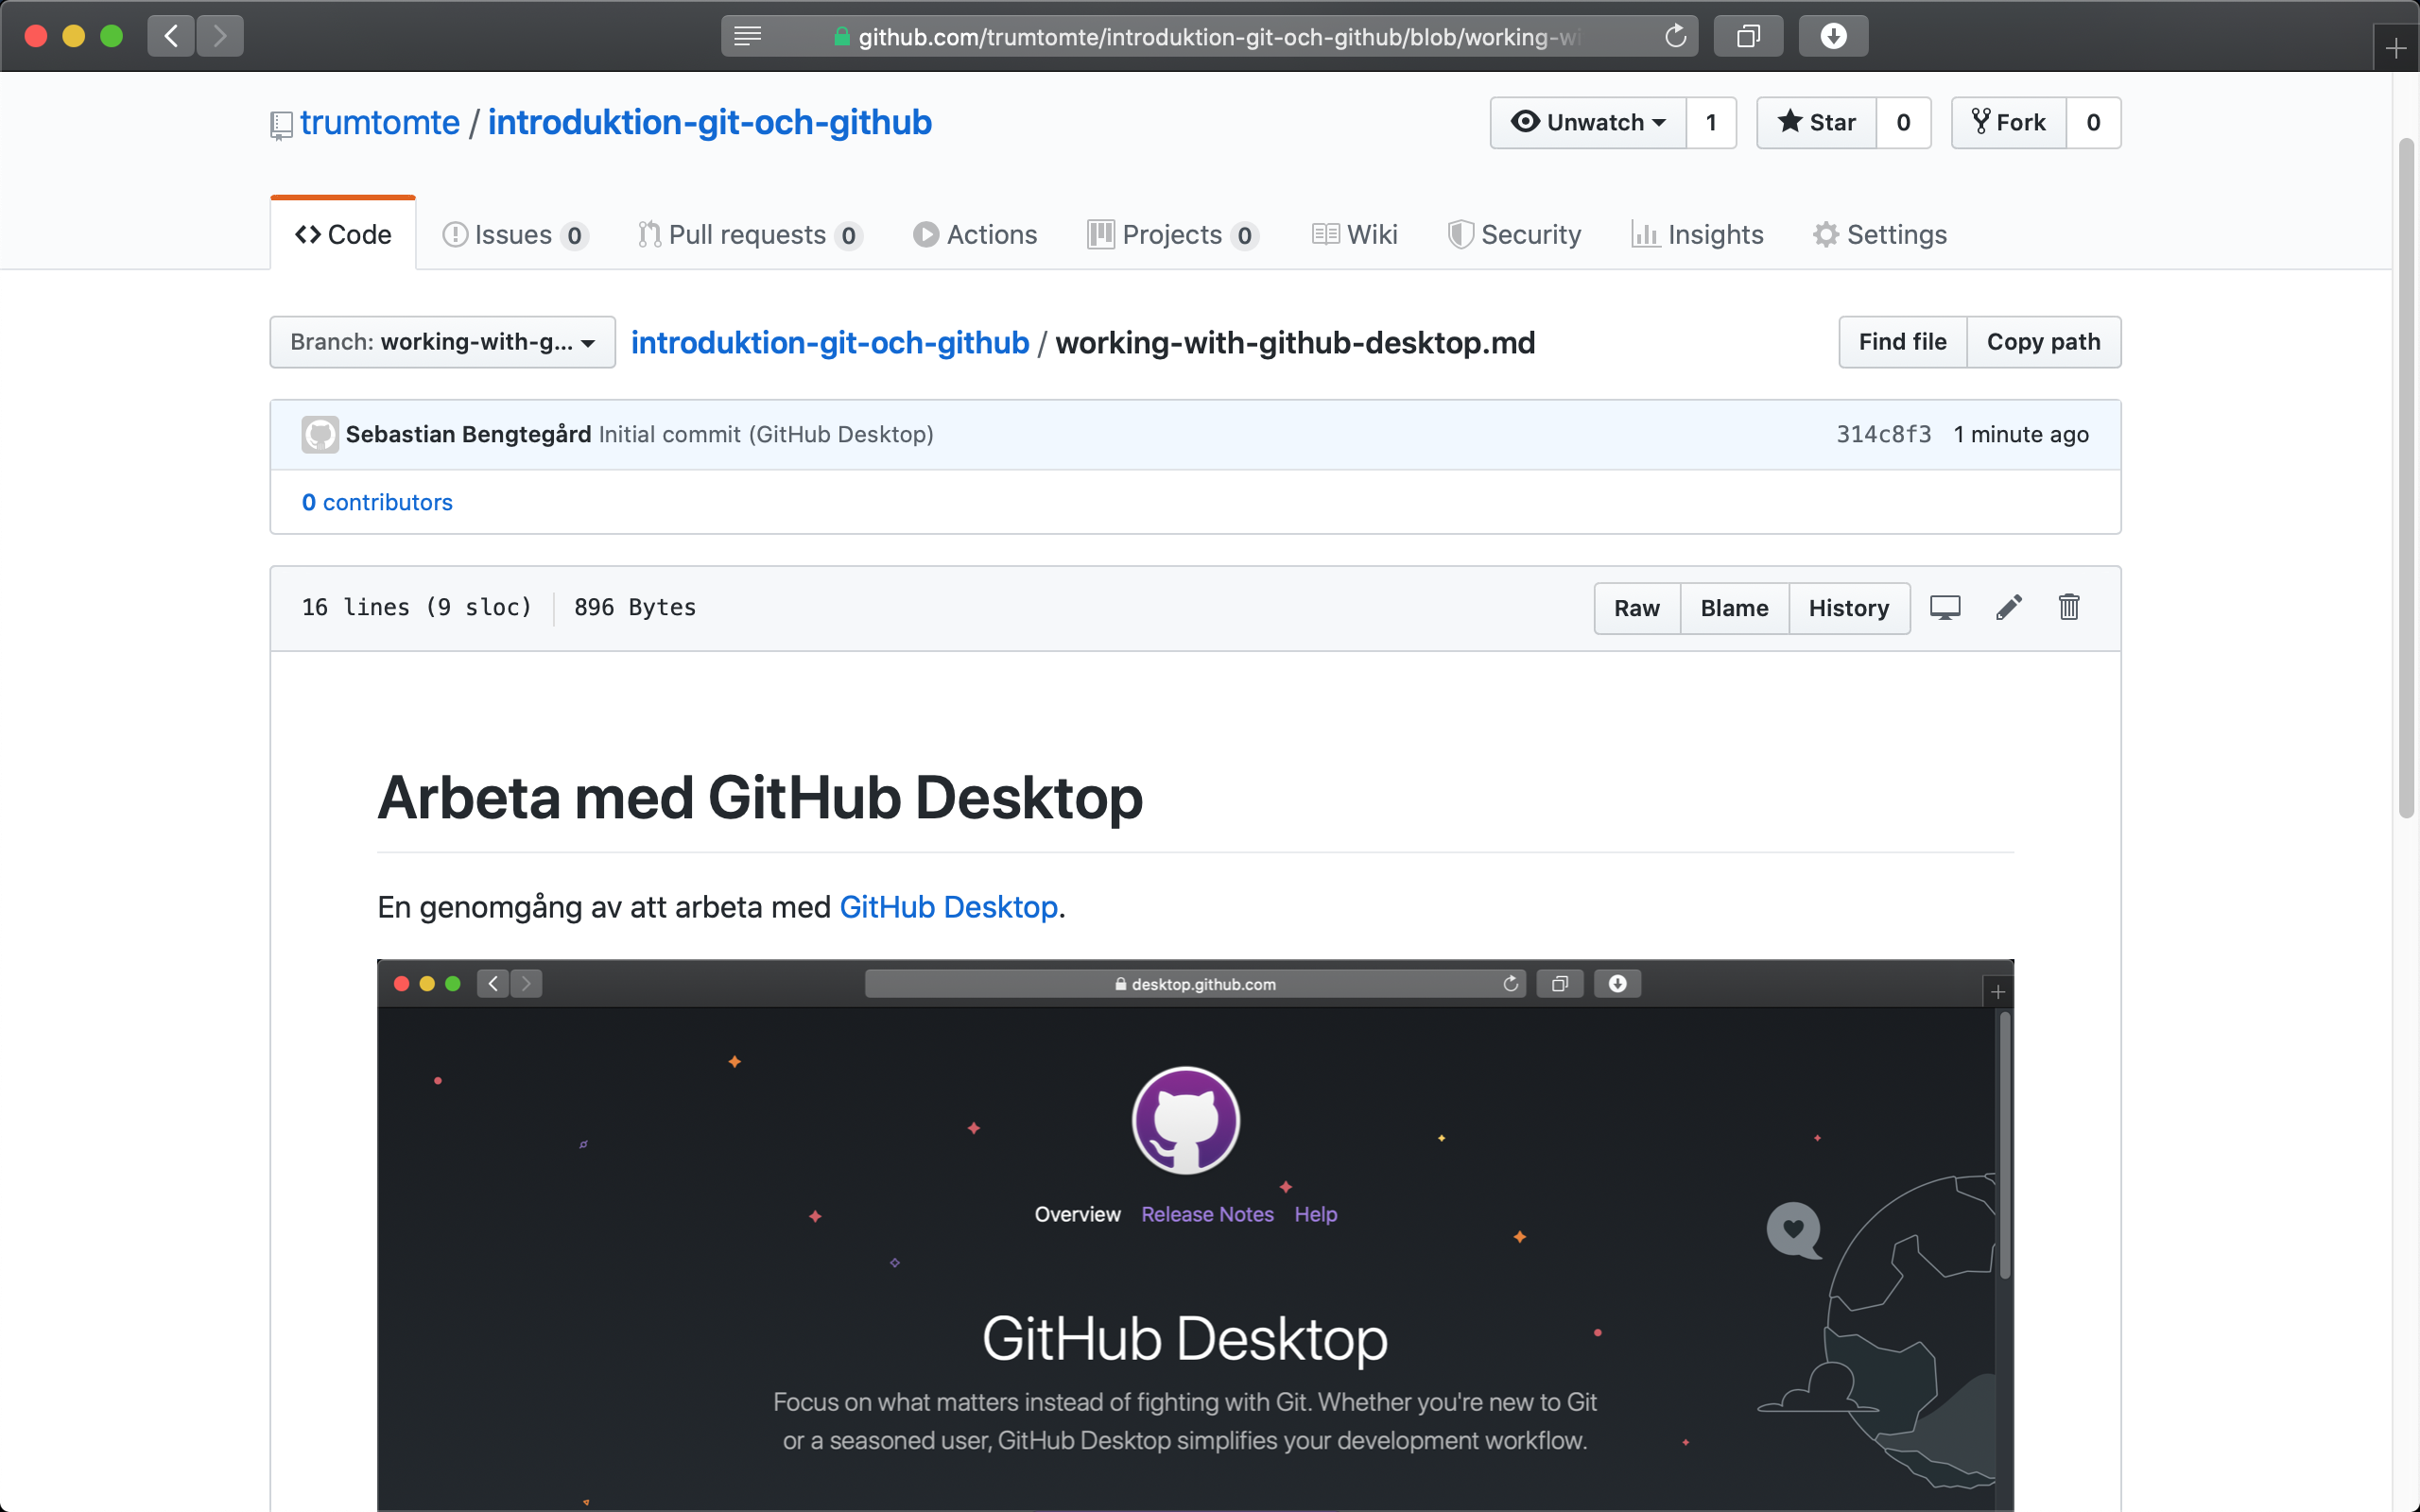 github.com/trumtomte/introduktion-git-och-github/blob/working-wi
trumtomte / introduktion-git-och-github
Unwatch 1 Star 0 Fork 0
Code Issues 0 Pull requests 0 Actions Projects 0 Wiki Security Insights Settings
Branch: working-with-g... introduktion-git-och-github / working-with-github-desktop.md Find file Copy path
Sebastian Bengtegård Initial commit (GitHub Desktop) 314c8f3 1 minute ago
0 contributors
16 lines (9 sloc) 896 Bytes Raw Blame History
Arbeta med GitHub Desktop
En genomgång av att arbeta med GitHub Desktop.
desktop.github.com
Overview Release Notes Help
GitHub Desktop
Focus on what matters instead of fighting with Git. Whether you're new to Git
or a seasoned user, GitHub Desktop simplifies your development workflow.